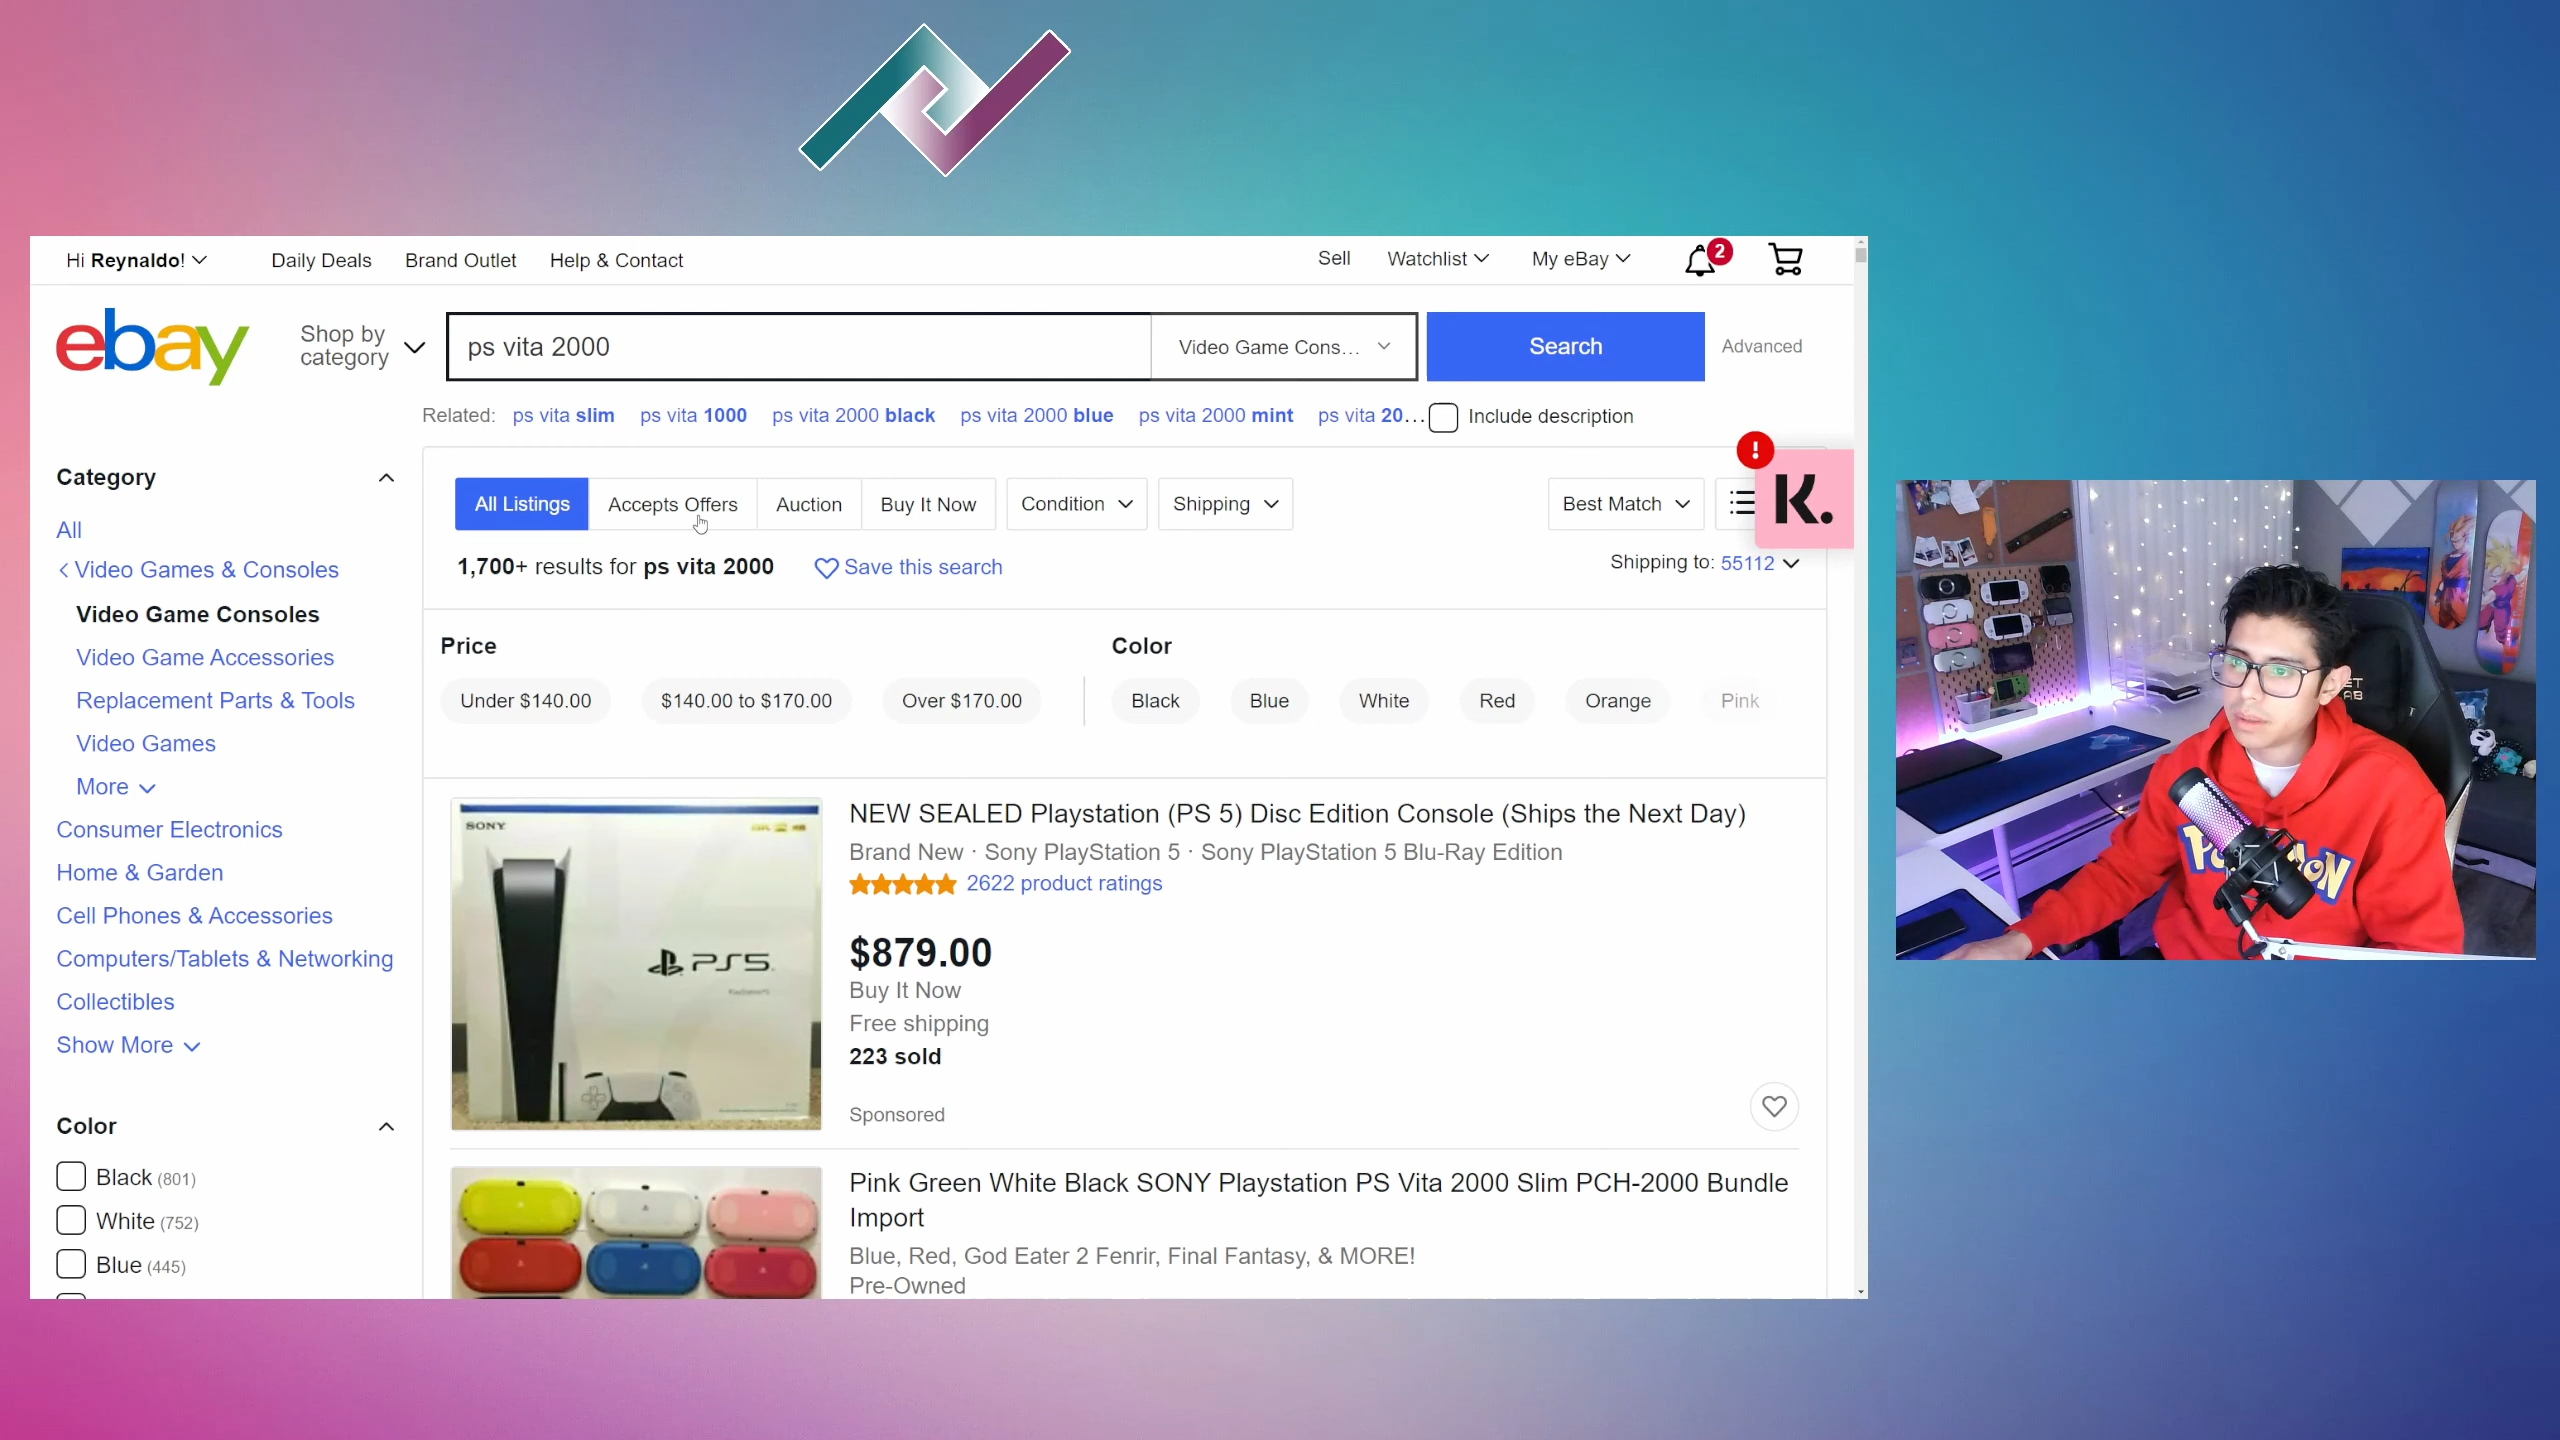 Hi Reynaldo!
Daily Deals
Brand Outlet
Help & Contact
Sell
Watchlist
My eBay
2
ebay
Shop by
category
ps vita 2000
Video Game Cons...
Search
Advanced
Related:
ps vita slim
ps vita 1000
ps vita 2000 black
ps vita 2000 blue
ps vita 2000 mint
ps vita 20...
Include description
!
K.
Category
All
Video Games & Consoles
Video Game Consoles
Video Game Accessories
Replacement Parts & Tools
Video Games
More
Consumer Electronics
Home & Garden
Cell Phones & Accessories
Computers/Tablets & Networking
Collectibles
Show More
Color
Black (801)
White (752)
Blue (445)
All Listings
Accepts Offers
Auction
Buy It Now
Condition
Shipping
Best Match
1,700+ results for ps vita 2000
Save this search
Shipping to: 55112
Price
Under $140.00
$140.00 to $170.00
Over $170.00
Color
Black
Blue
White
Red
Orange
Pink
SONY
PS5
NEW SEALED Playstation (PS 5) Disc Edition Console (Ships the Next Day)
Brand New · Sony PlayStation 5 · Sony PlayStation 5 Blu-Ray Edition
2622 product ratings
$879.00
Buy It Now
Free shipping
223 sold
Sponsored
Pink Green White Black SONY Playstation PS Vita 2000 Slim PCH-2000 Bundle
Import
Blue, Red, God Eater 2 Fenrir, Final Fantasy, & MORE!
Pre-Owned